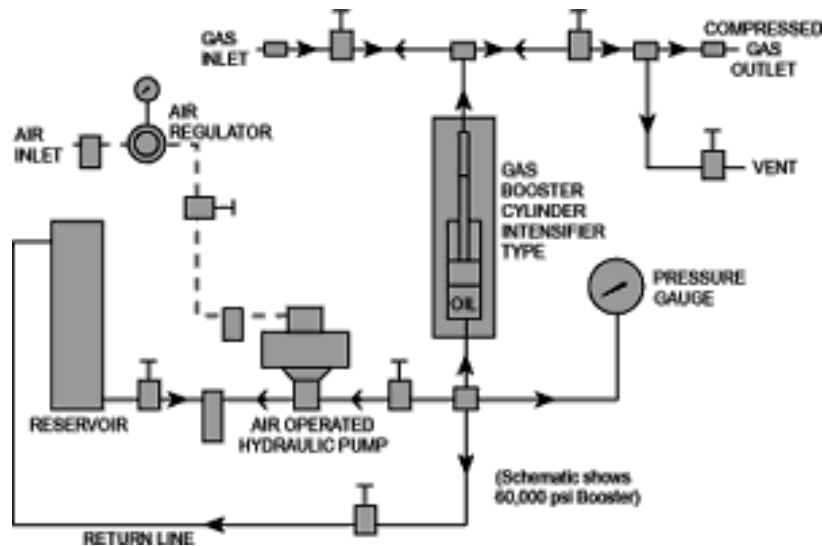 GAS
INLET
COMPRESSED
GAS
OUTLET
AIR
REGULATOR
AIR
INLET
VENT
GAS
BOOSTER
CYLINDER
INTENSIFIER
TYPE
OIL
PRESSURE
GAUGE
RESERVOIR
AIR OPERATED
HYDRAULIC PUMP
(Schematic shows
60,000 psi Booster)
RETURN LINE